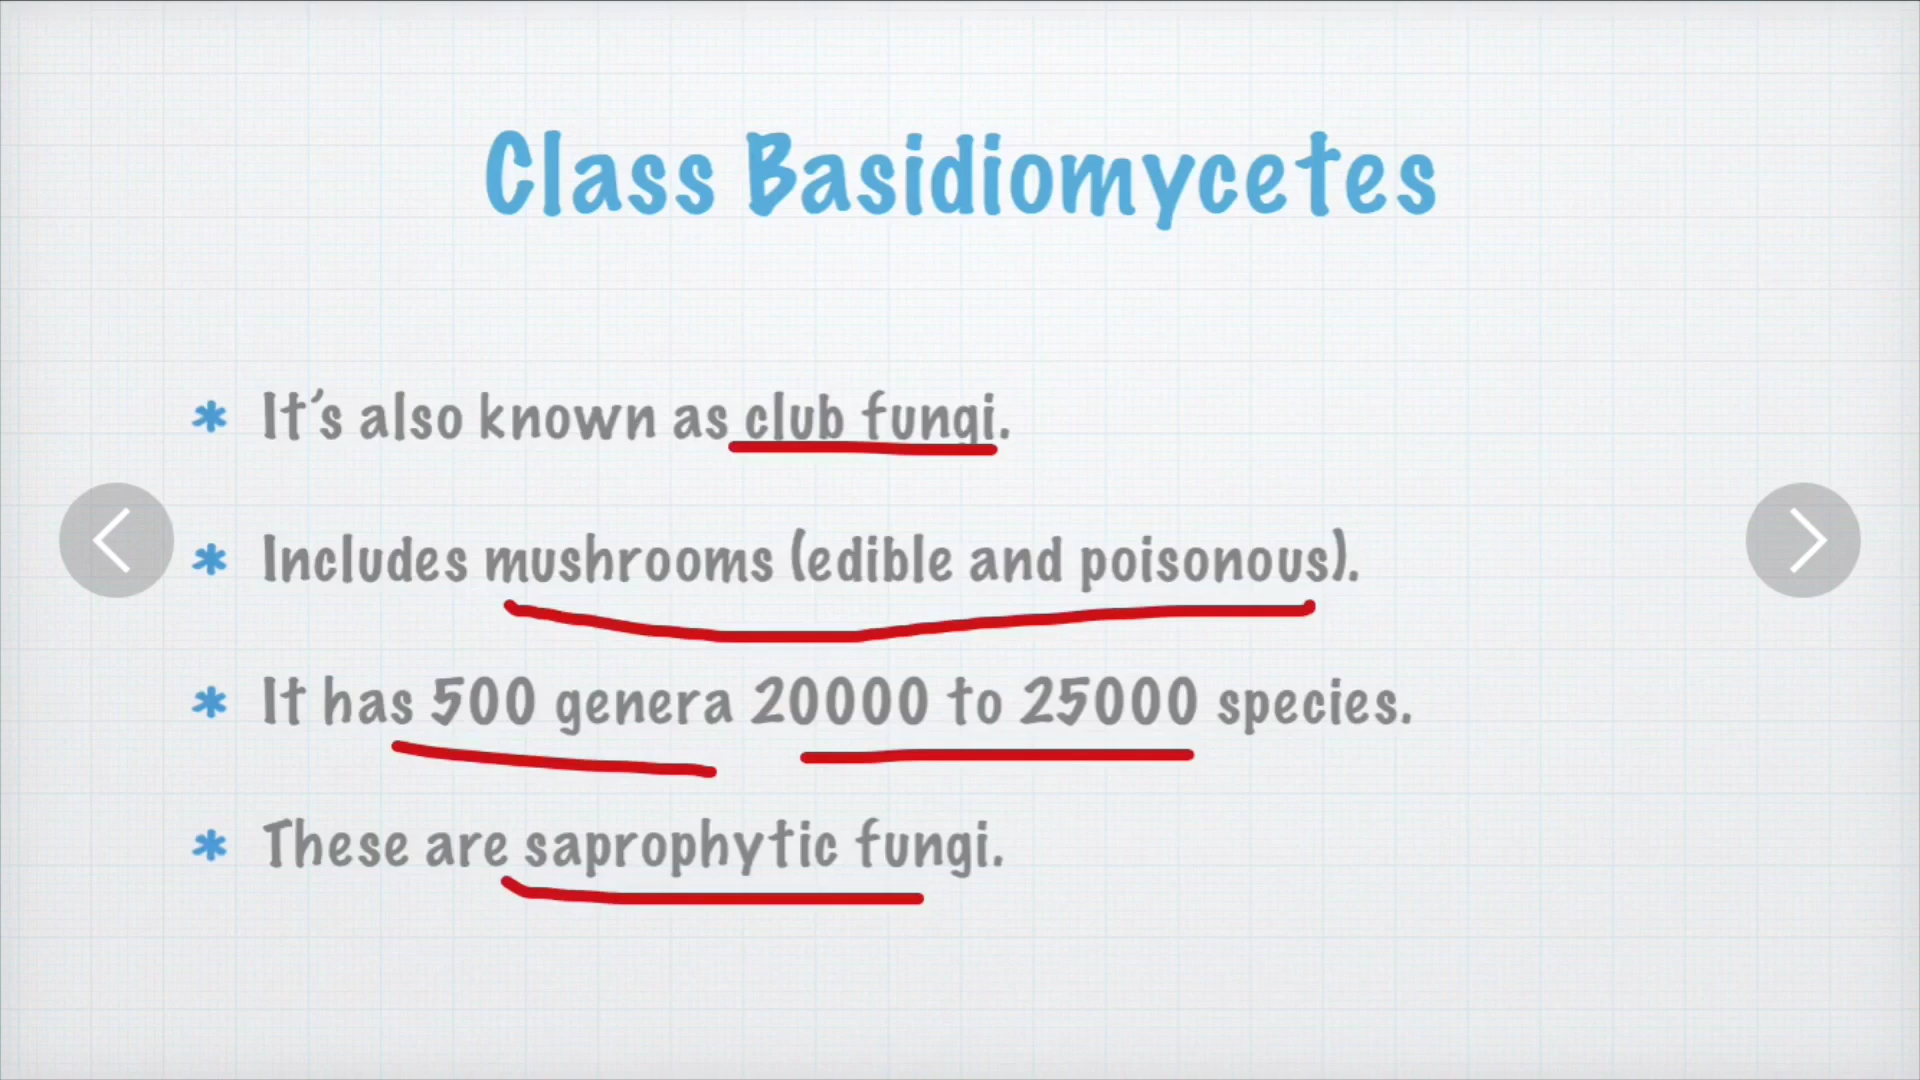 Class Basidiomycetes
* It's also known as club fungi.
* Includes mushrooms (edible and poisonous).
* It has 500 genera 20000 to 25000 species.
* These are saprophytic fungi.